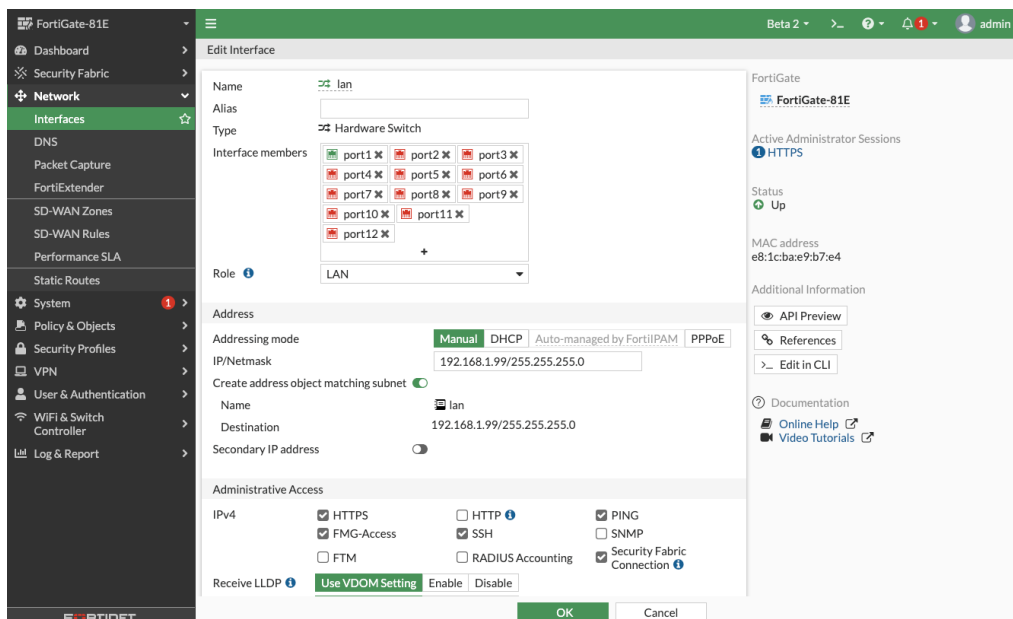 FortiGate-81E
Beta 2
>_
1
admin
Dashboard
Security Fabric
Network
Interfaces
DNS
Packet Capture
FortiExtender
SD-WAN Zones
SD-WAN Rules
Performance SLA
Static Routes
System 1
Policy & Objects
Security Profiles
VPN
User & Authentication
WiFi & Switch
Controller
Log & Report
Edit Interface
Name lan
Alias
Type Hardware Switch
Interface members port1 port2 port3
port4 port5 port6
port7 port8 port9
port10 port11
port12
+
Role LAN
Address
Addressing mode Manual DHCP Auto-managed by FortiIPAM PPPoE
IP/Netmask 192.168.1.99/255.255.255.0
Create address object matching subnet
Name lan
Destination 192.168.1.99/255.255.255.0
Secondary IP address
Administrative Access
IPv4 HTTPS HTTP PING
FMG-Access SSH SNMP
FTM RADIUS Accounting Security Fabric
Connection
Receive LLDP Use VDOM Setting Enable Disable
OK Cancel
FortiGate
FortiGate-81E
Active Administrator Sessions
1 HTTPS
Status
Up
MAC address
e8:1c:ba:e9:b7:e4
Additional Information
API Preview
References
>_ Edit in CLI
? Documentation
Online Help
Video Tutorials